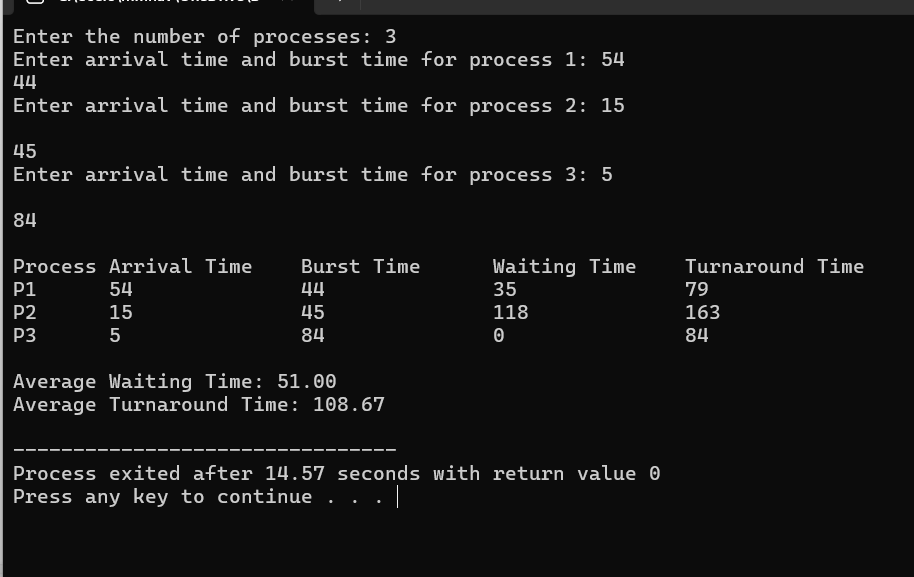 Enter the number of processes: 3
Enter arrival time and burst time for process 1: 54
44
Enter arrival time and burst time for process 2: 15
45
Enter arrival time and burst time for process 3: 5
84
Process Arrival Time    Burst Time      Waiting Time    Turnaround Time
P1      54              44              35              79
P2      15              45              118             163
P3      5               84              0               84
Average Waiting Time: 51.00
Average Turnaround Time: 108.67
--------------------------------
Process exited after 14.57 seconds with return value 0
Press any key to continue . . .